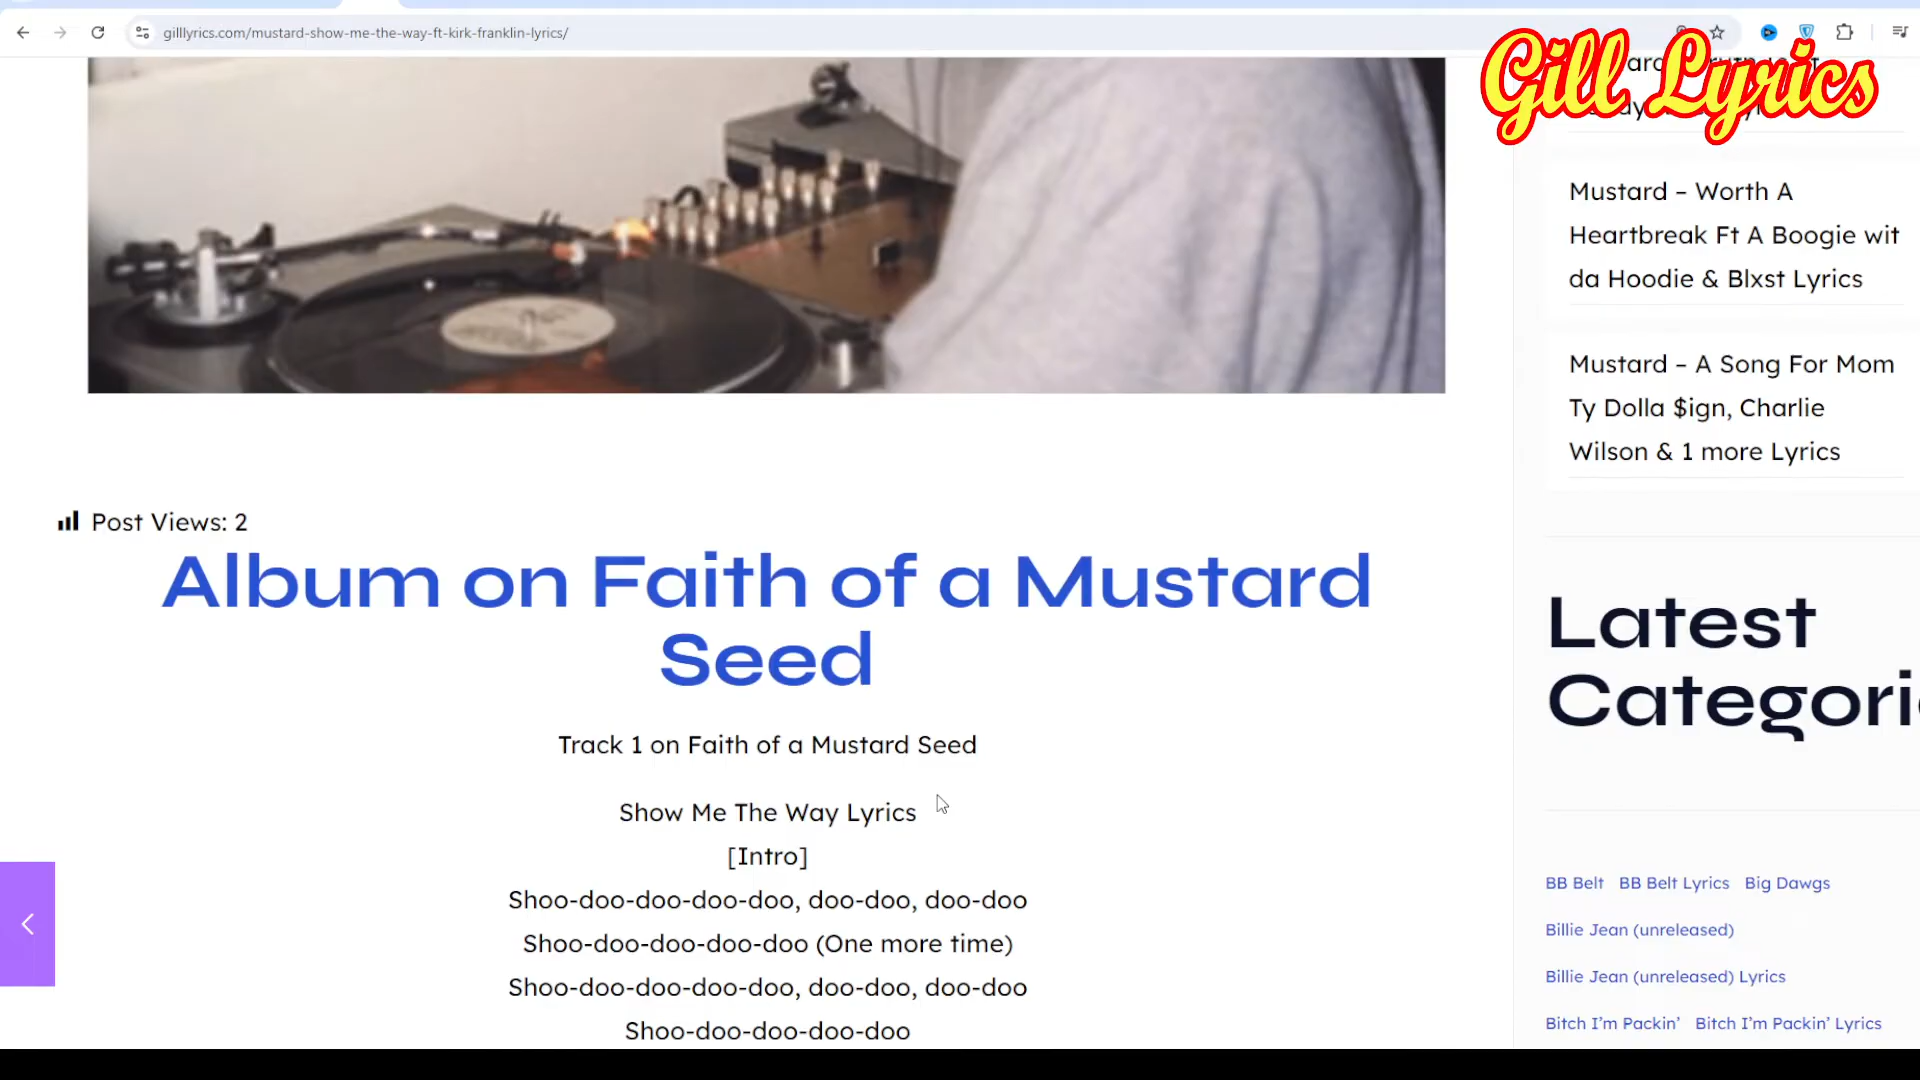 gilllyrics.com/mustard-show-me-the-way-ft-kirk-franklin-lyrics/
Gill Lyrics
Mustard – Worth A
Heartbreak Ft A Boogie wit
da Hoodie & Blxst Lyrics
Mustard – A Song For Mom
Ty Dolla $ign, Charlie
Wilson & 1 more Lyrics
Post Views: 2
Album on Faith of a Mustard
Seed
Track 1 on Faith of a Mustard Seed
Show Me The Way Lyrics
[Intro]
Shoo-doo-doo-doo-doo, doo-doo, doo-doo
Shoo-doo-doo-doo-doo (One more time)
Shoo-doo-doo-doo-doo, doo-doo, doo-doo
Shoo-doo-doo-doo-doo
Latest
Categori
BB Belt BB Belt Lyrics Big Dawgs
Billie Jean (unreleased)
Billie Jean (unreleased) Lyrics
Bitch I'm Packin' Bitch I'm Packin' Lyrics